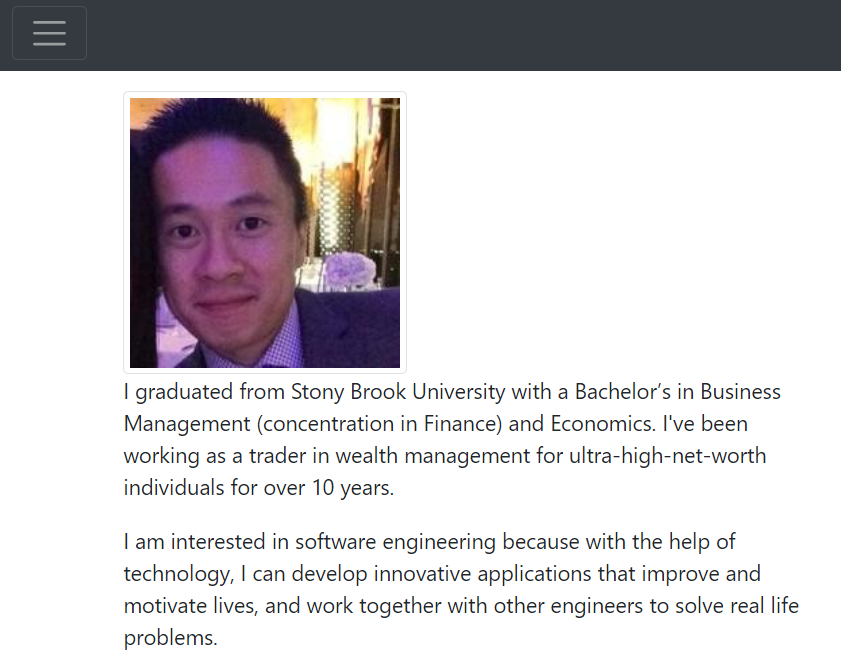 I graduated from Stony Brook University with a Bachelor’s in Business
Management (concentration in Finance) and Economics. I've been
working as a trader in wealth management for ultra-high-net-worth
individuals for over 10 years.
I am interested in software engineering because with the help of
technology, I can develop innovative applications that improve and
motivate lives, and work together with other engineers to solve real life
problems.